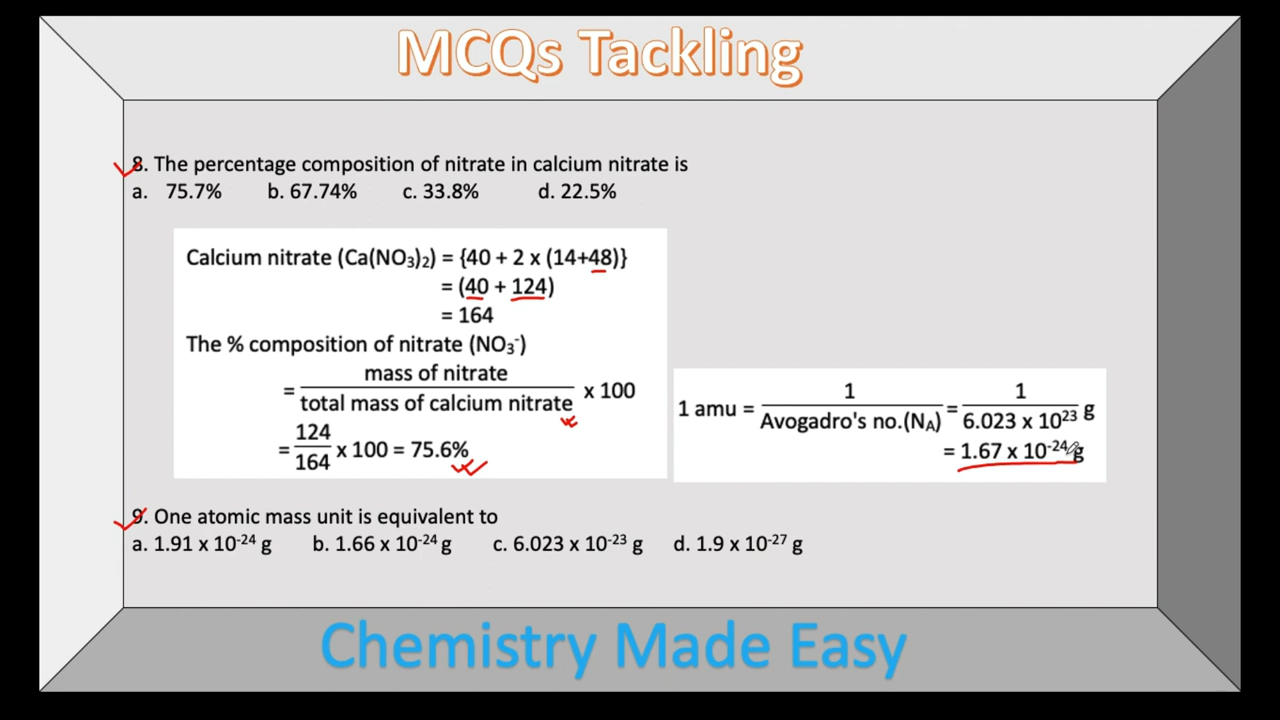 MCQs Tackling
8. The percentage composition of nitrate in calcium nitrate is
a. 75.7% b. 67.74% c. 33.8% d. 22.5%
Calcium nitrate (Ca(NO₃)₂) = {40 + 2 x (14+48)}
= (40 + 124)
= 164
The % composition of nitrate (NO₃⁻)
= mass of nitrate / total mass of calcium nitrate x 100
= 124 / 164 x 100 = 75.6%
1 amu = 1 / Avogadro's no.(N_A) = 1 / 6.023 x 10²³ g
= 1.67 x 10⁻²⁴ g
9. One atomic mass unit is equivalent to
a. 1.91 x 10⁻²⁴ g b. 1.66 x 10⁻²⁴ g c. 6.023 x 10⁻²³ g d. 1.9 x 10⁻²⁷ g
Chemistry Made Easy